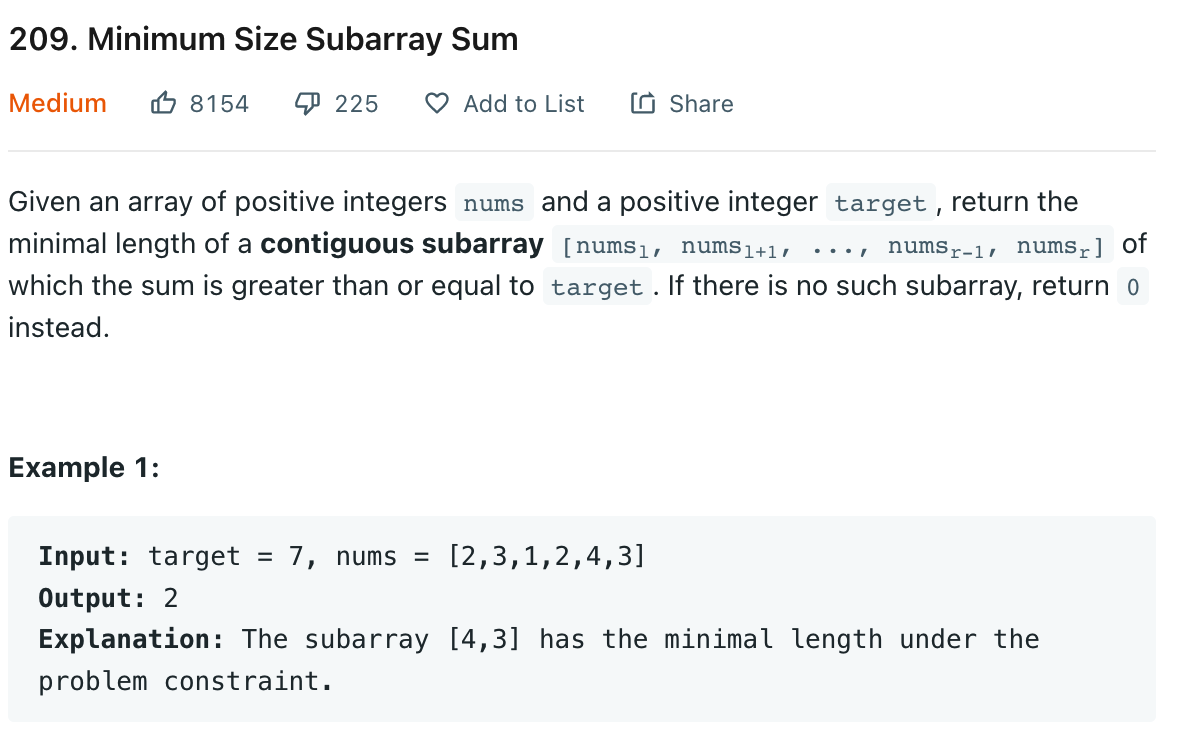 209. Minimum Size Subarray Sum
Medium 8154 225 Add to List Share
Given an array of positive integers nums and a positive integer target, return the
minimal length of a contiguous subarray [numsₗ, numsₗ₊₁, ..., numsᵣ₋₁, numsᵣ] of
which the sum is greater than or equal to target. If there is no such subarray, return 0
instead.
Example 1:
Input: target = 7, nums = [2,3,1,2,4,3]
Output: 2
Explanation: The subarray [4,3] has the minimal length under the
problem constraint.